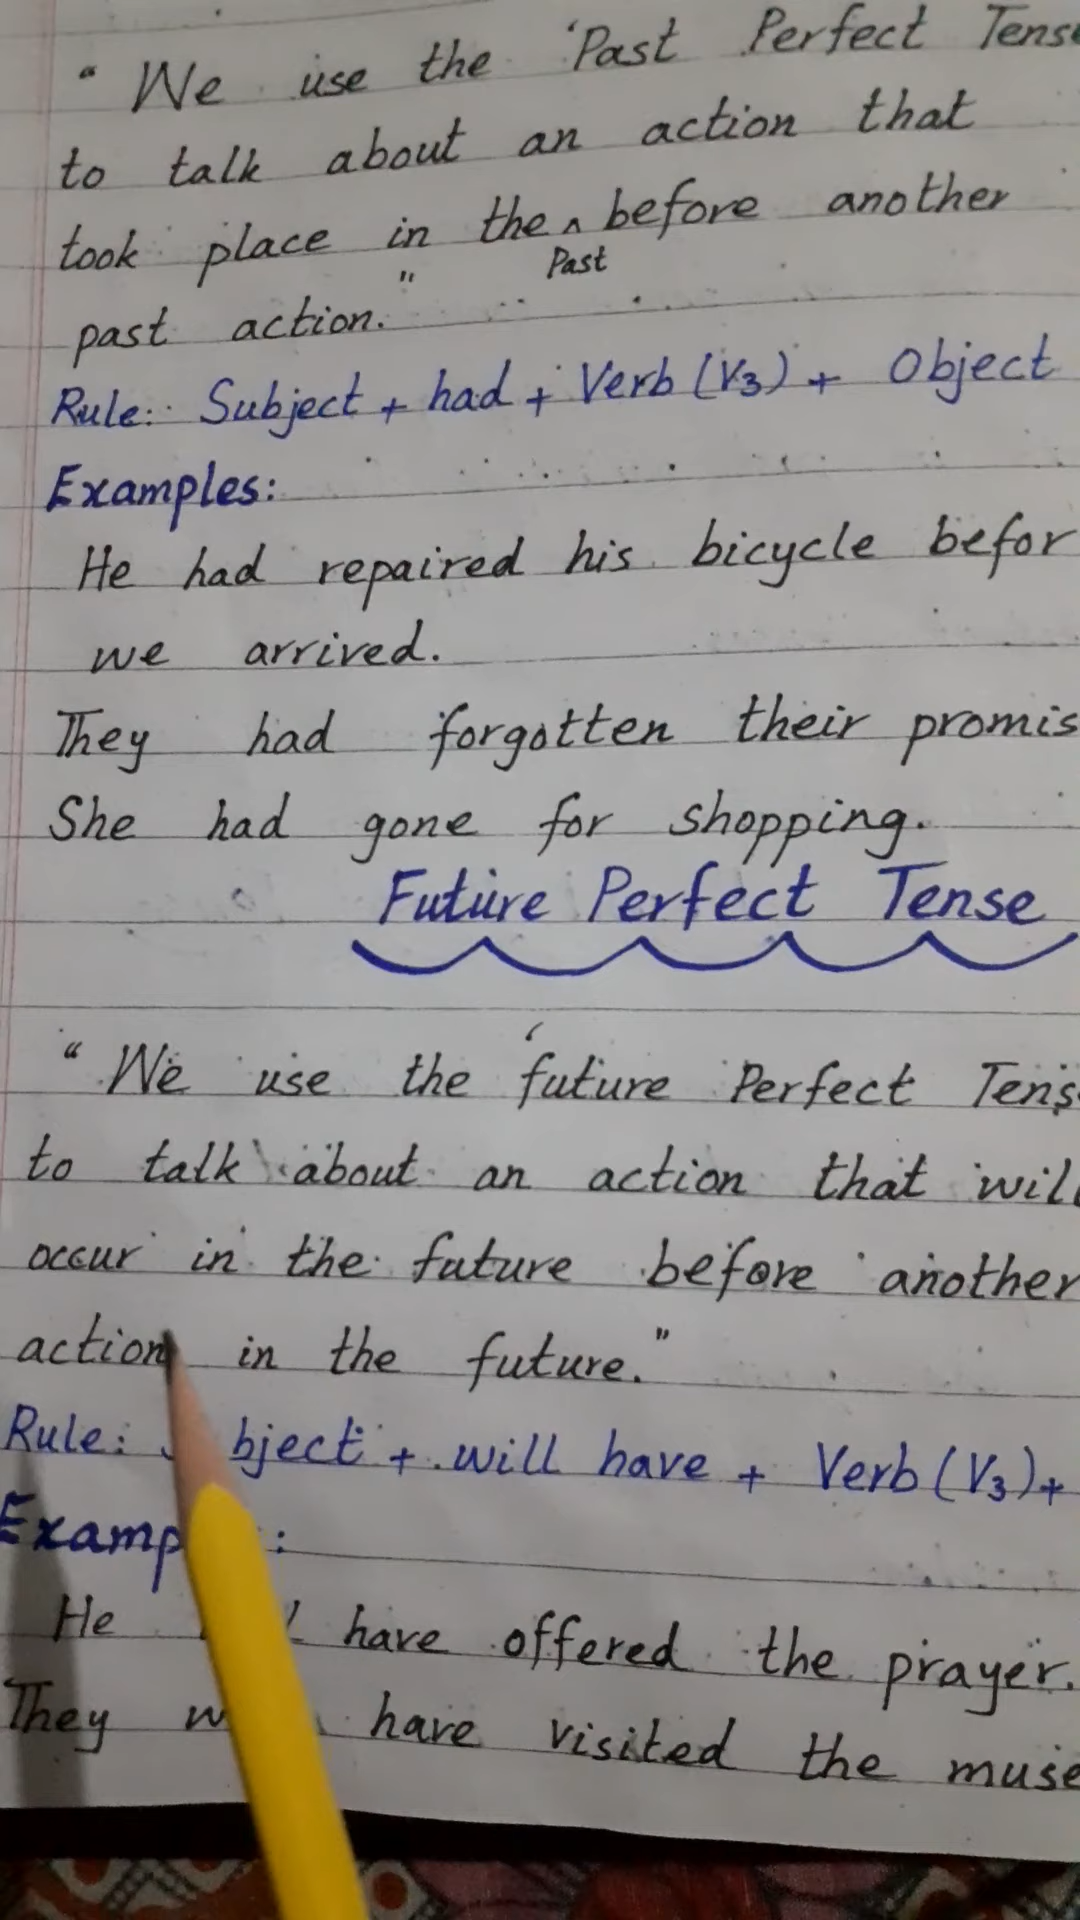 “ We use the ‘Past Perfect Tens
to talk about an action that
took place in the ^ before another
Past
past action.”
Rule: Subject + had + Verb (V3) + Object
Examples:
He had repaired his bicycle befor
we arrived.
They had forgotten their promis
She had gone for shopping.
Future Perfect Tense
“ We use the ‘future Perfect Tens
to talk about an action that wil
occur in the future before another
action in the future.”
Rule: bject + will have + Verb (V3) +
Examp :
He have offered the prayer.
They have visited the muse